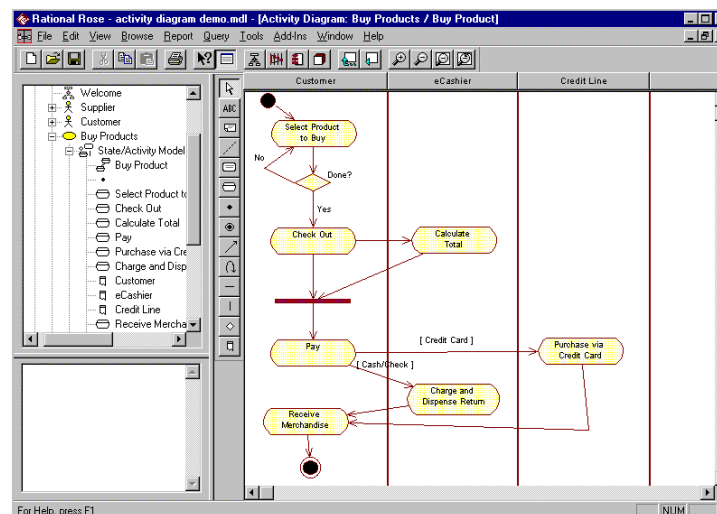 Rational Rose - activity diagram demo.mdl - [Activity Diagram: Buy Products / Buy Product]
File Edit View Browse Report Query Tools Add-Ins Window Help
Welcome
Supplier
Customer
Buy Products
State/Activity Model
Buy Product
Select Product to
Check Out
Calculate Total
Pay
Purchase via Cre
Charge and Disp
Customer
eCashier
Credit Line
Receive Mercha
ABC
Customer eCashier Credit Line
Select Product
to Buy
No
Done?
Yes
Check Out
Calculate
Total
[ Credit Card ]
Pay
Purchase via
Credit Card
[ Cash/Check ]
Charge and
Dispense Return
Receive
Merchandise
For Help, press F1
NUM